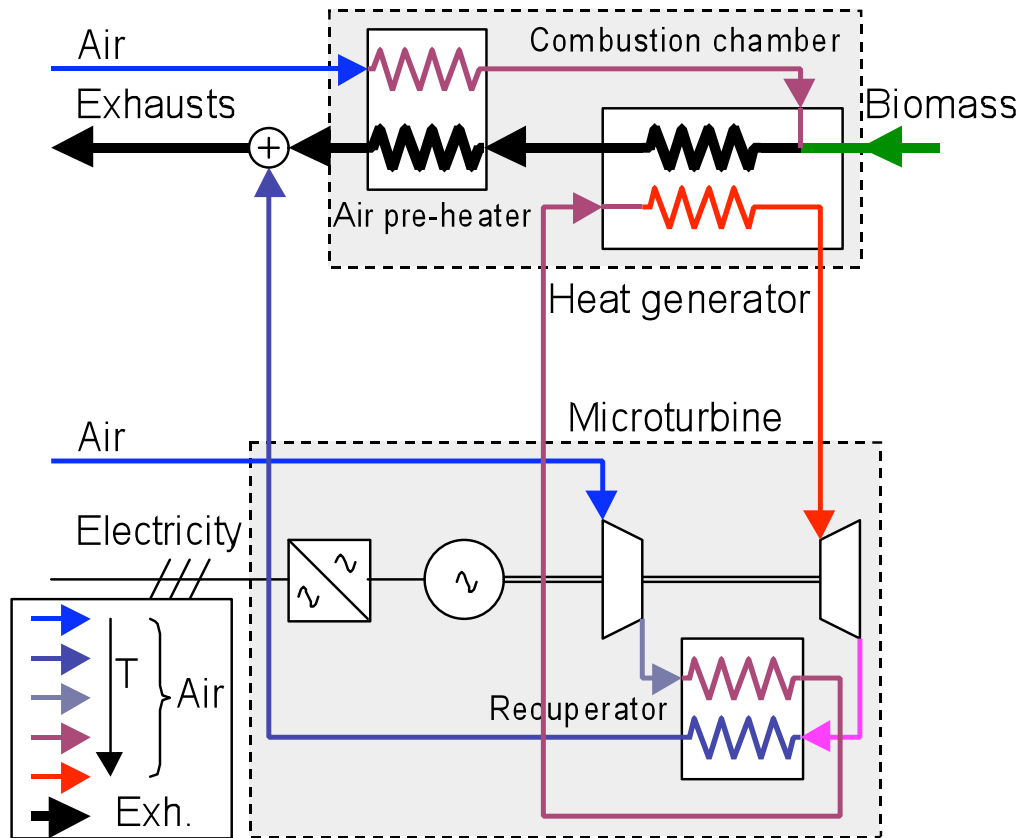 Air
Combustion chamber
Exhausts
Biomass
Air pre-heater
Heat generator
Microturbine
Air
Electricity
T
Air
Recuperator
Exh.